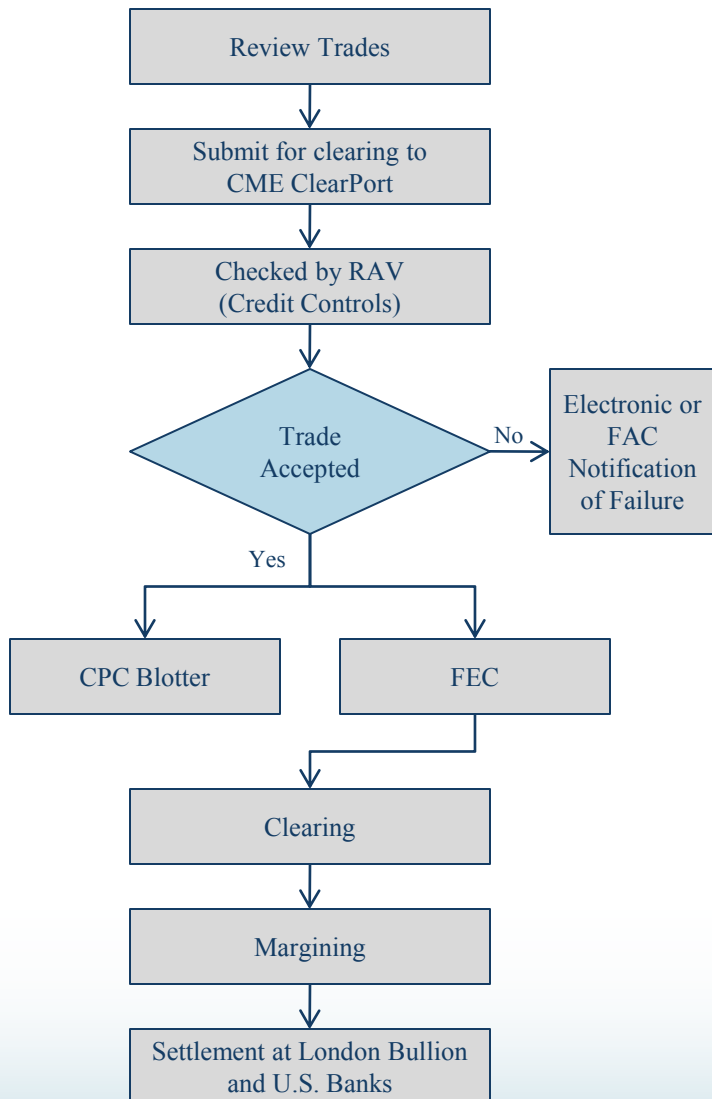 Review Trades
Submit for clearing to
CME ClearPort
Checked by RAV
(Credit Controls)
Trade
Accepted
No
Electronic or
FAC
Notification
of Failure
Yes
CPC Blotter
FEC
Clearing
Margining
Settlement at London Bullion
and U.S. Banks